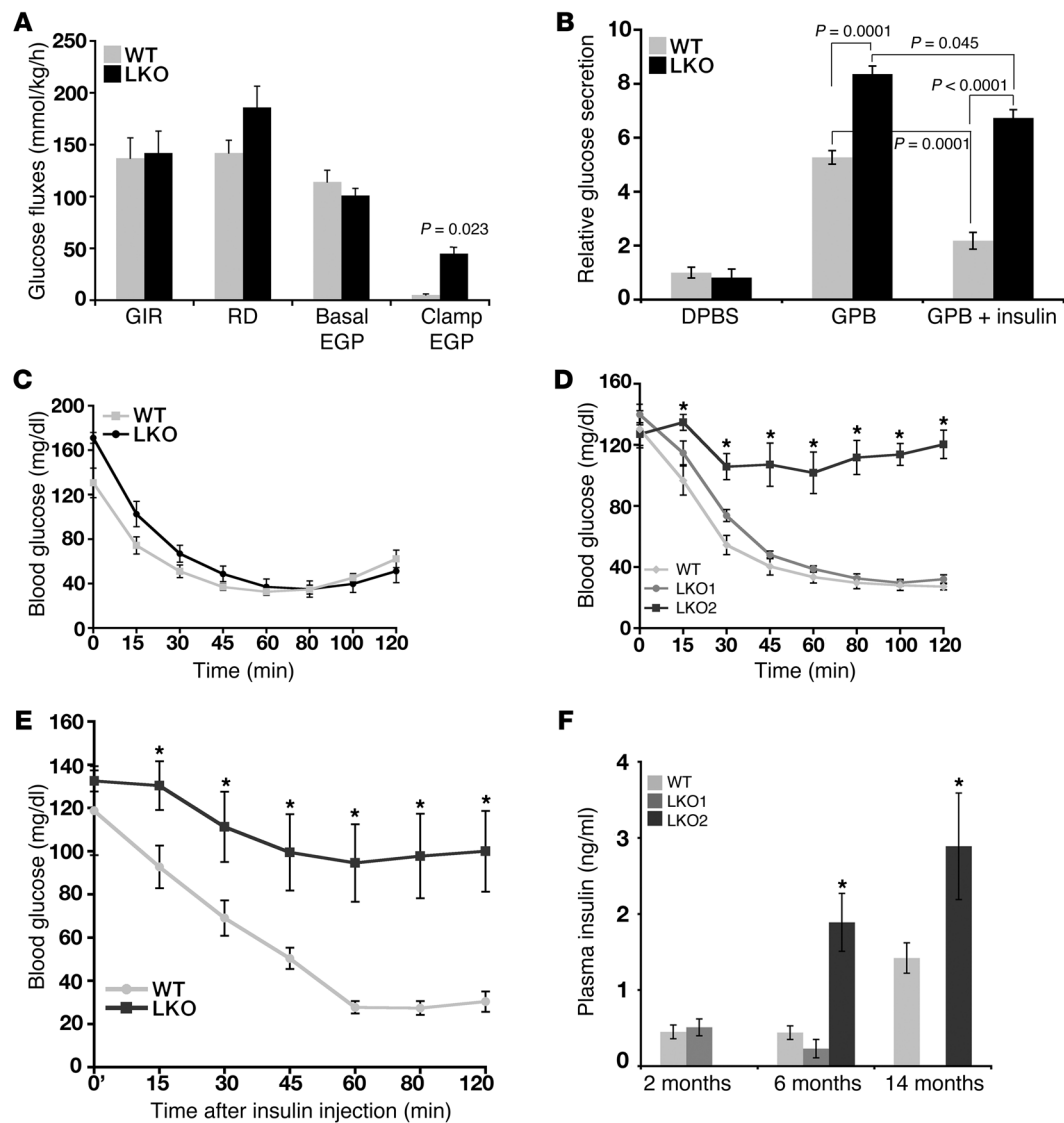 A
Glucose fluxes (mmol/kg/h)
250
200
150
100
50
0
WT
LKO
P = 0.023
GIR
RD
Basal EGP
Clamp EGP
B
Relative glucose secretion
10
8
6
4
2
0
WT
LKO
P = 0.0001
P = 0.045
P < 0.0001
P = 0.0001
DPBS
GPB
GPB + insulin
C
Blood glucose (mg/dl)
200
160
120
80
40
0
WT
LKO
0 15 30 45 60 80 100 120
Time (min)
D
Blood glucose (mg/dl)
160
120
80
40
0
* * * * * * *
WT
LKO1
LKO2
0 15 30 45 60 80 100 120
Time (min)
E
Blood glucose (mg/dl)
160
140
120
100
80
60
40
20
0
* * * * * *
WT
LKO
0' 15 30 45 60 80 120
Time after insulin injection (min)
F
Plasma insulin (ng/ml)
4
3
2
1
0
WT
LKO1
LKO2
* *
2 months
6 months
14 months